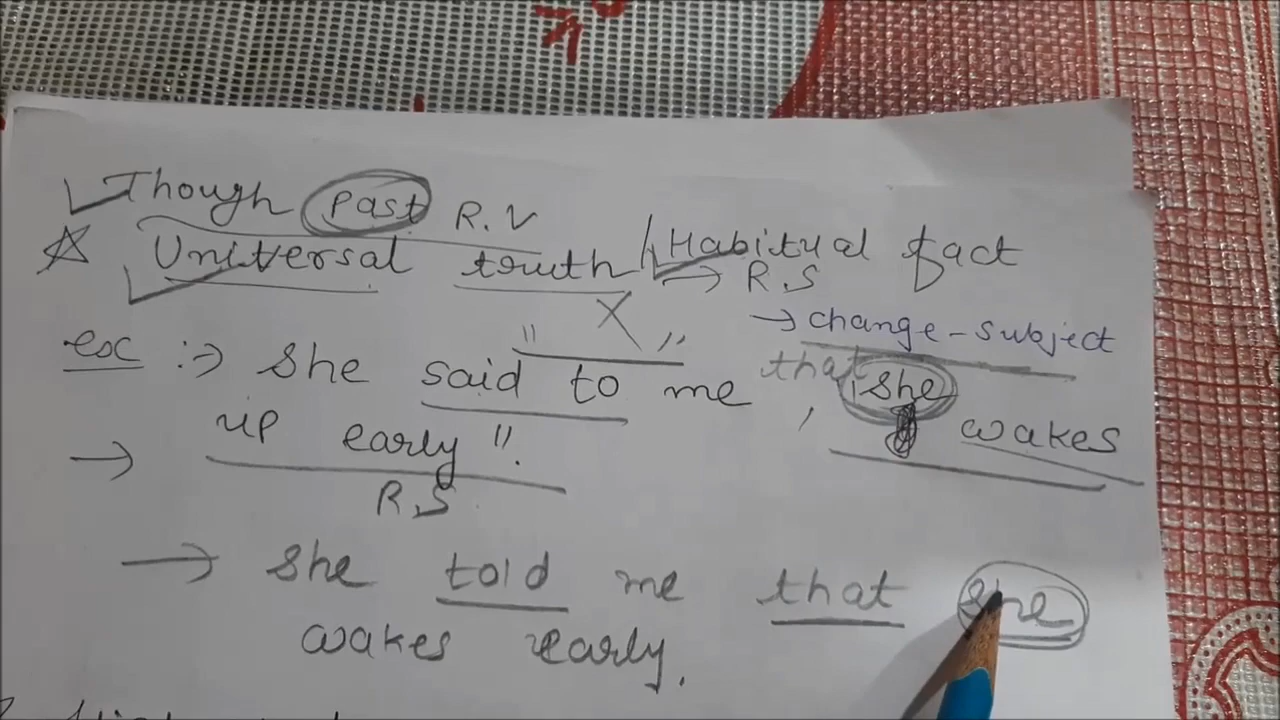 Though past R.V
Universal truth / Habitual fact
→ R.S
X
→ change-subject
ex :→ She said to me , that she wakes
up early".
→
R.S
→ She told me that she
wakes early.